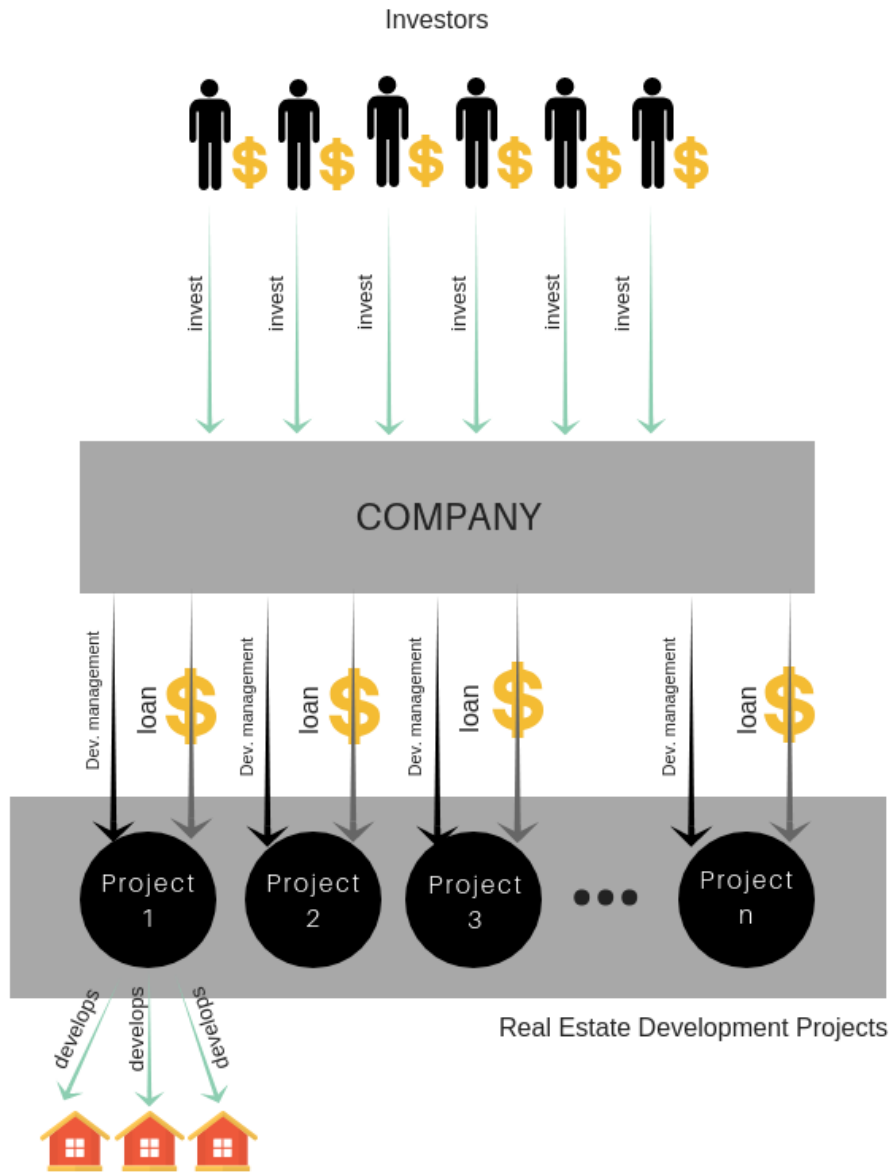 Investors
invest
invest
invest
invest
invest
invest
COMPANY
Dev. management
loan
Dev. management
loan
Dev. management
loan
Dev. management
loan
Project
1
Project
2
Project
3
Project
n
develops
develops
develops
Real Estate Development Projects